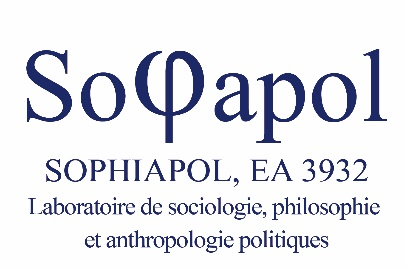 Soφapol
SOPHIAPOL, EA 3932
Laboratoire de sociologie, philosophie
et anthropologie politiques